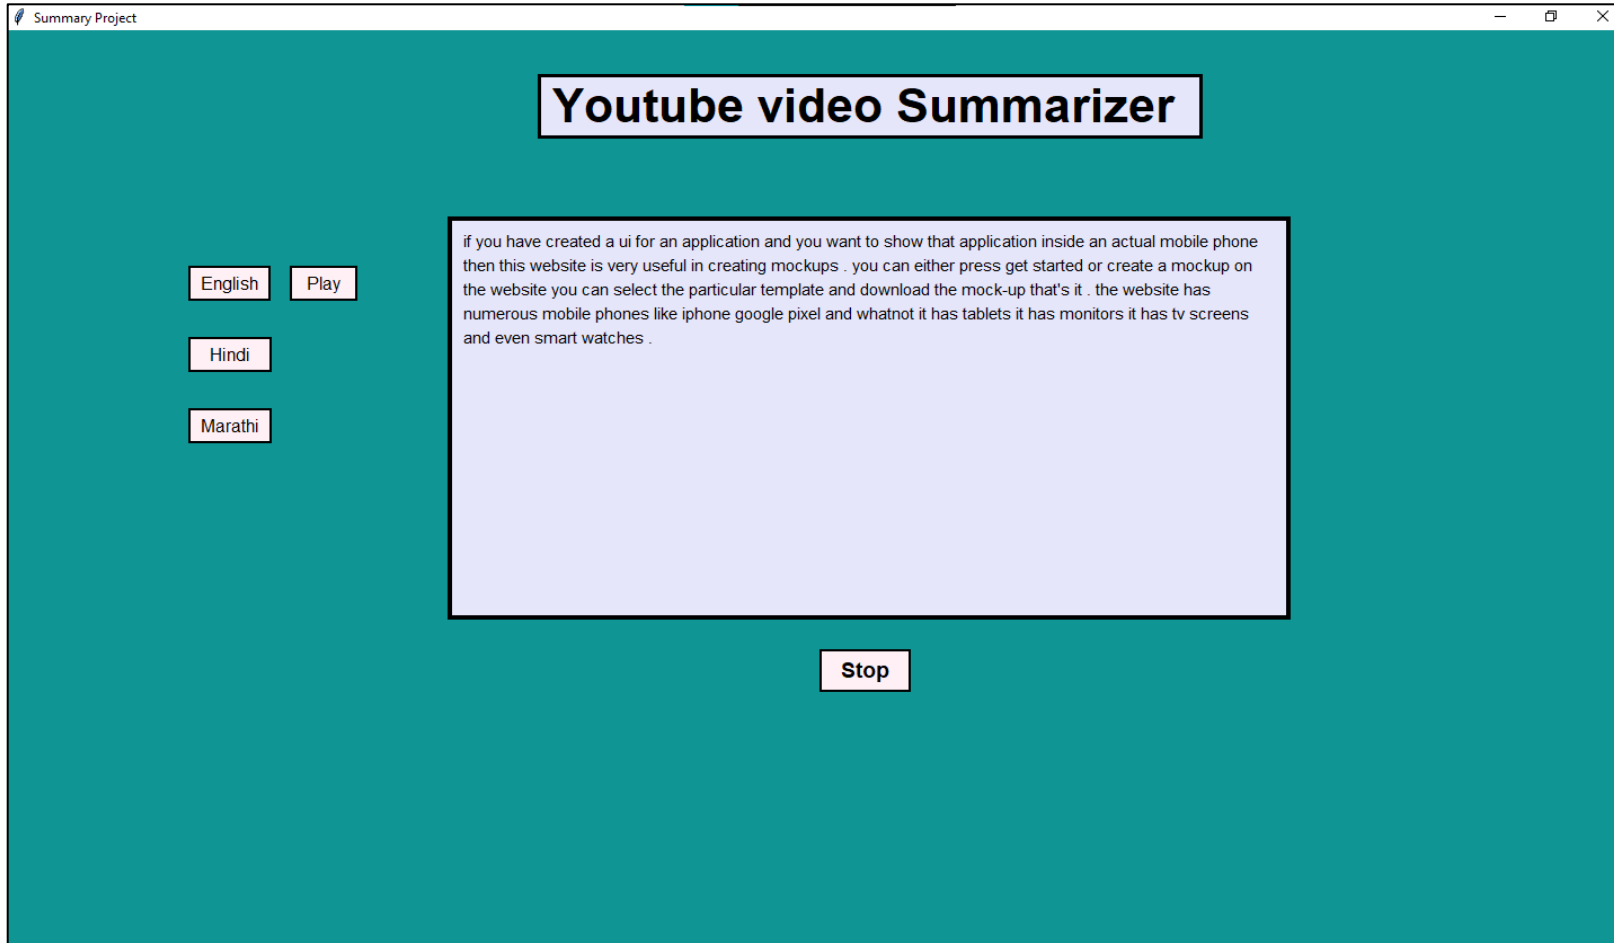 Summary Project
Youtube video Summarizer
English
Play
Hindi
Marathi
if you have created a ui for an application and you want to show that application inside an actual mobile phone
then this website is very useful in creating mockups . you can either press get started or create a mockup on
the website you can select the particular template and download the mock-up that's it . the website has
numerous mobile phones like iphone google pixel and whatnot it has tablets it has monitors it has tv screens
and even smart watches .
Stop